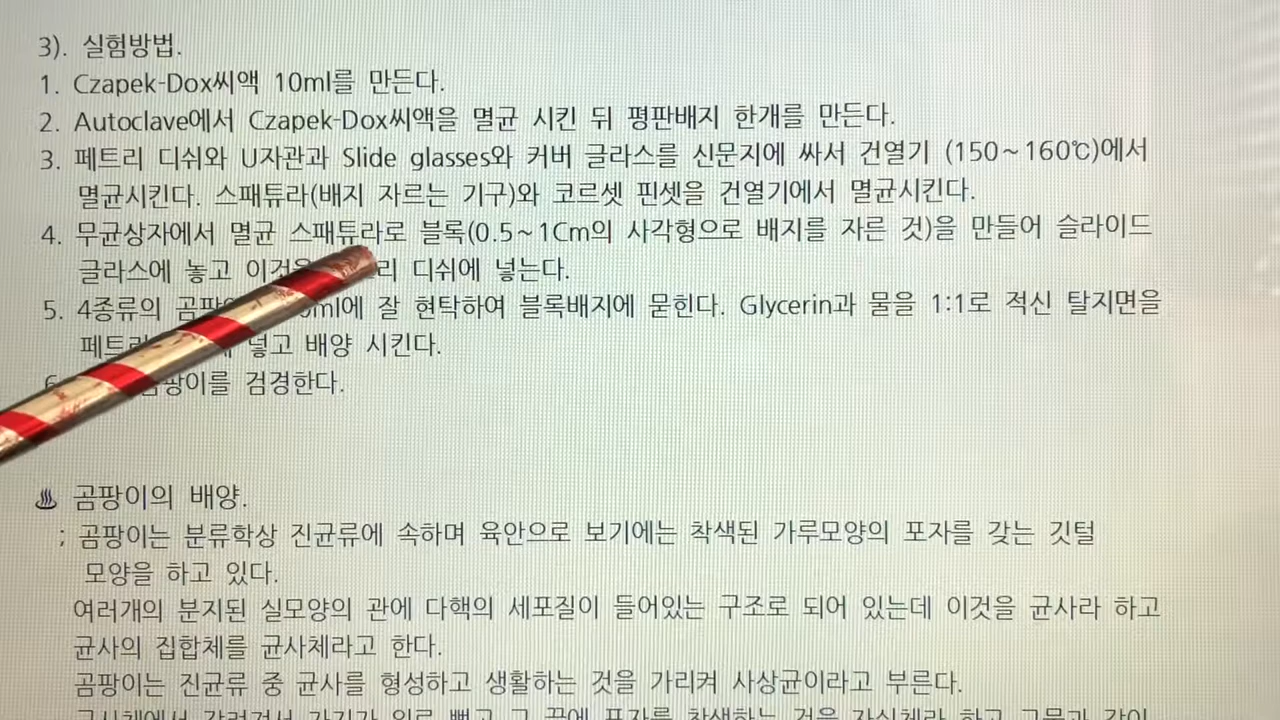 3). 실험방법.
1. Czapek-Dox씨액 10ml를 만든다.
2. Autoclave에서 Czapek-Dox씨액을 멸균 시킨 뒤 평판배지 한개를 만든다.
3. 페트리 디쉬와 U자관과 Slide glasses와 커버 글라스를 신문지에 싸서 건열기 (150~160℃)에서
멸균시킨다. 스패튜라(배지 자르는 기구)와 코르셋 핀셋을 건열기에서 멸균시킨다.
4. 무균상자에서 멸균 스패튜라로 블록(0.5~1Cm의 사각형으로 배지를 자른 것)을 만들어 슬라이드
글라스에 놓고 디쉬에 넣는다.
5. 4종류의 잘 현탁하여 블록배지에 묻힌다. Glycerin과 물을 1:1로 적신 탈지면을
넣고 배양 시킨다.
검경한다.
♨ 곰팡이의 배양.
; 곰팡이는 분류학상 진균류에 속하며 육안으로 보기에는 착색된 가루모양의 포자를 갖는 깃털
모양을 하고 있다.
여러개의 분지된 실모양의 관에 다핵의 세포질이 들어있는 구조로 되어 있는데 이것을 균사라 하고
균사의 집합체를 균사체라고 한다.
곰팡이는 진균류 중 균사를 형성하고 생활하는 것을 가리켜 사상균이라고 부른다.